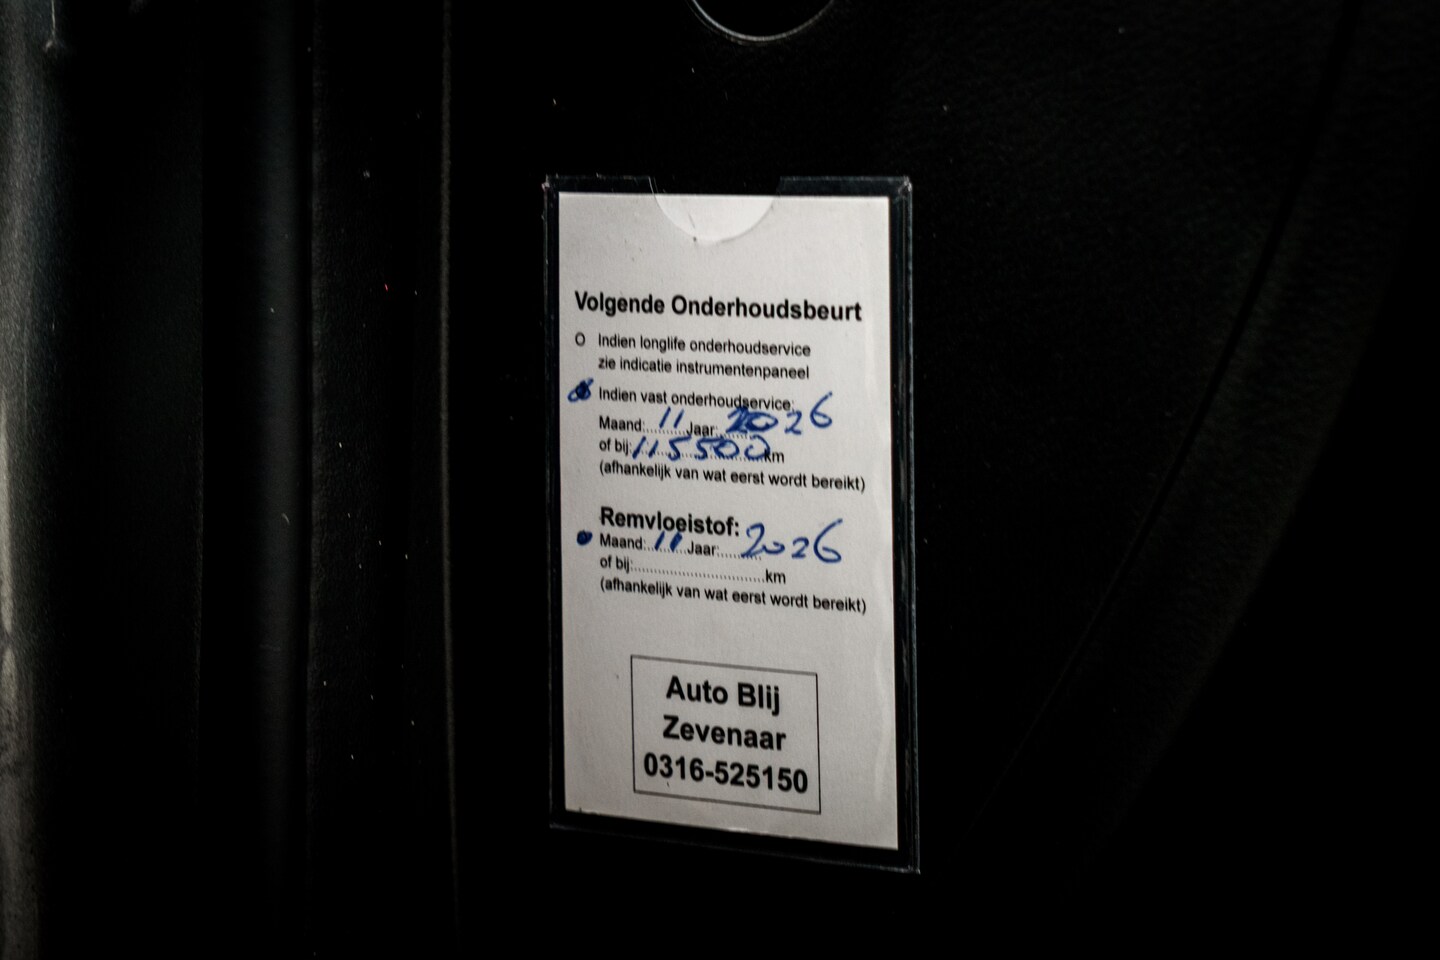 Volgende Onderhoudsbeurt
O Indien longlife onderhoudservice
zie indicatie instrumentenpaneel
Indien vast onderhoudservice:
Maand:..11..Jaar:..2026
of bij:115500km
(afhankelijk van wat eerst wordt bereikt)
Remvloeistof:
Maand:..11..Jaar:..2026
of bij:..............................km
(afhankelijk van wat eerst wordt bereikt)
Auto Blij
Zevenaar
0316-525150